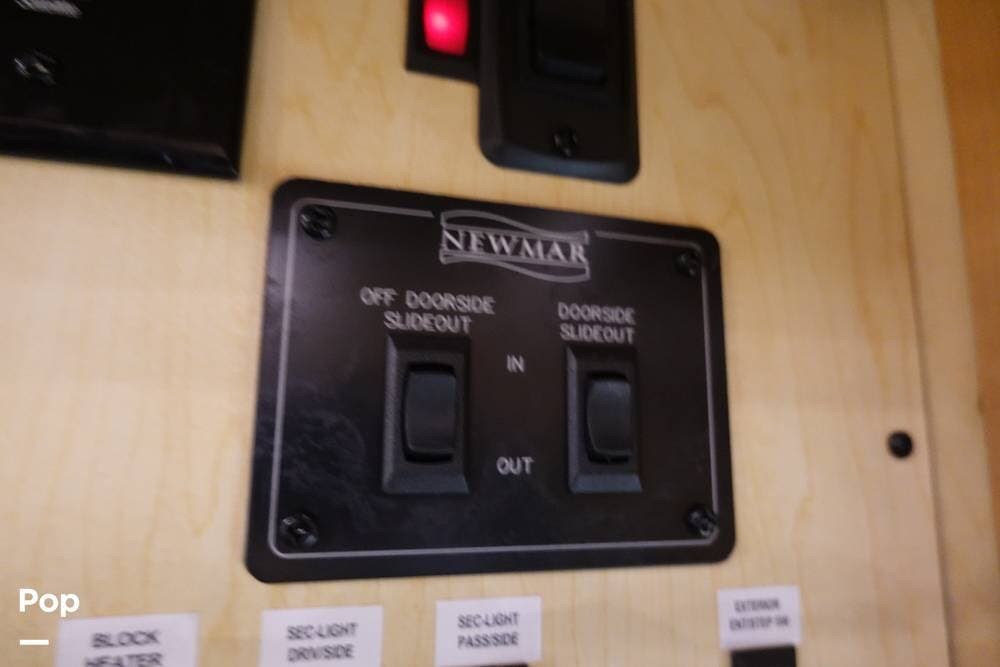 NEWMAR
OFF DOORSIDE
SLIDEOUT
DOORSIDE
SLIDEOUT
IN
OUT
Pop
BLOCK
HEATER
SEC-LIGHT
DRIV/SIDE
SEC-LIGHT
PASS/SIDE
EXTERIOR